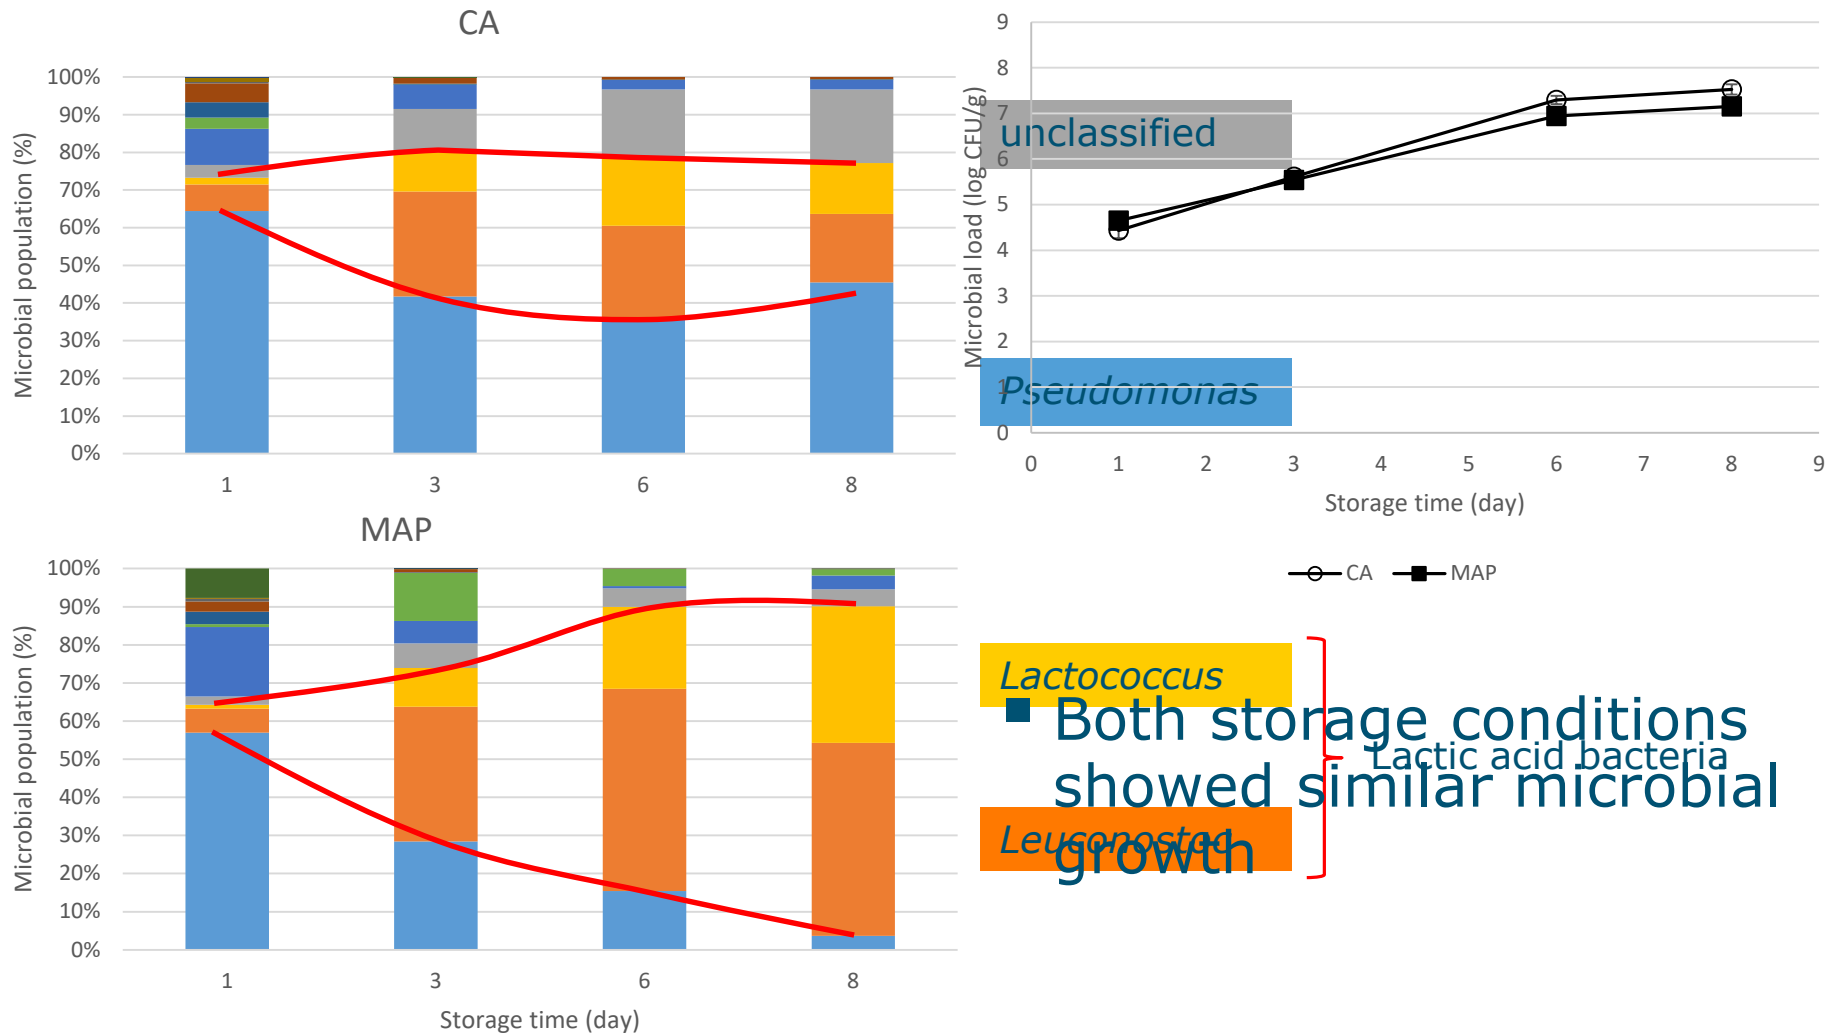 CA
Microbial population (%)
100%
90%
80%
70%
60%
50%
40%
30%
20%
10%
0%
1 3 6 8
Microbial load (log CFU/g)
9
8
7
6
5
4
3
2
1
0
0 1 2 3 4 5 6 7 8 9
Storage time (day)
CA MAP
unclassified
Pseudomonas
MAP
Microbial population (%)
100%
90%
80%
70%
60%
50%
40%
30%
20%
10%
0%
1 3 6 8
Storage time (day)
Lactococcus
Leuconostoc
Lactic acid bacteria
Both storage conditions
showed similar microbial
growth